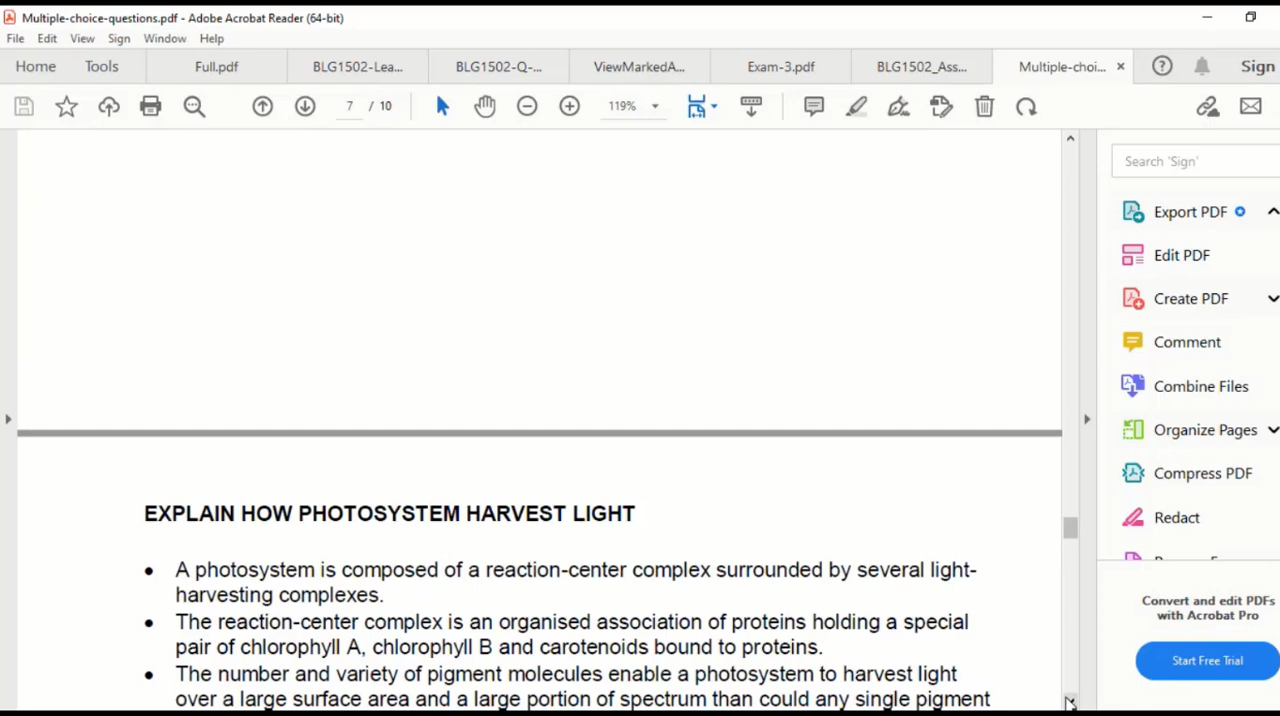 Multiple-choice-questions.pdf - Adobe Acrobat Reader (64-bit)
File Edit View Sign Window Help
Home Tools Full.pdf BLG1502-Lea... BLG1502-Q-... ViewMarkedA... Exam-3.pdf BLG1502_Ass... Multiple-choi... × Sign
7 / 10 119%
Search 'Sign'
Export PDF
Edit PDF
Create PDF
Comment
Combine Files
Organize Pages
Compress PDF
Redact
Convert and edit PDFs
with Acrobat Pro
Start Free Trial
EXPLAIN HOW PHOTOSYSTEM HARVEST LIGHT
• A photosystem is composed of a reaction-center complex surrounded by several light-
harvesting complexes.
• The reaction-center complex is an organised association of proteins holding a special
pair of chlorophyll A, chlorophyll B and carotenoids bound to proteins.
• The number and variety of pigment molecules enable a photosystem to harvest light
over a large surface area and a large portion of spectrum than could any single pigment